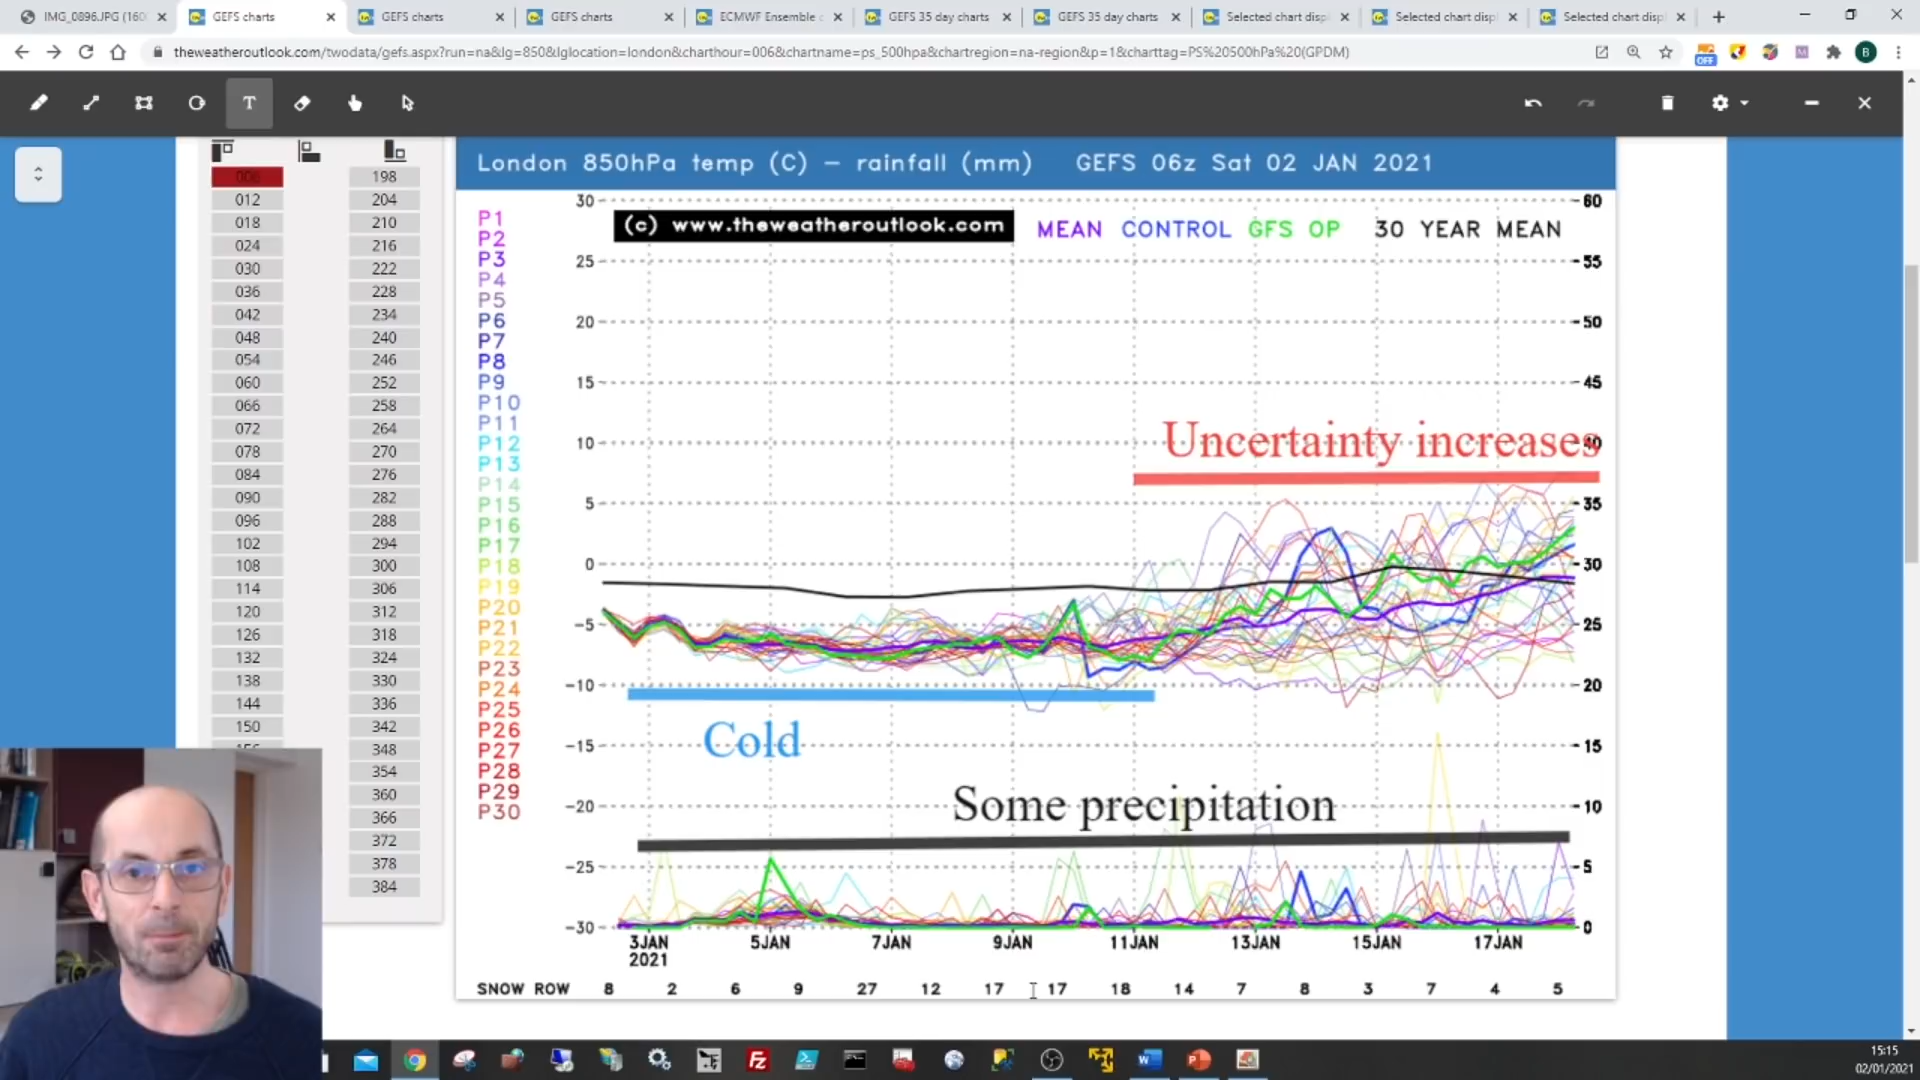 IMG_0896.JPG (160
GEFS charts
GEFS charts
GEFS charts
ECMWF Ensemble c
GEFS 35 day charts
GEFS 35 day charts
Selected chart disp
Selected chart disp
Selected chart disp
theweatheroutlook.com/twodata/gefs.aspx?run=na&lg=850&lglocation=london&charthour=006&chartname=ps_500hpa&chartregion=na-region&p=1&charttag=PS%20500hPa%20(GPDM)
OFF
B
T
London 850hPa temp (C) – rainfall (mm) GEFS 06z Sat 02 JAN 2021
(c) www.theweatheroutlook.com
MEAN CONTROL GFS OP 30 YEAR MEAN
006 198
012 204
018 210
024 216
030 222
036 228
042 234
048 240
054 246
060 252
066 258
072 264
078 270
084 276
090 282
096 288
102 294
108 300
114 306
120 312
126 318
132 324
138 330
144 336
150 342
156 348
354
360
366
372
378
384
P1
P2
P3
P4
P5
P6
P7
P8
P9
P10
P11
P12
P13
P14
P15
P16
P17
P18
P19
P20
P21
P22
P23
P24
P25
P26
P27
P28
P29
P30
30 60
25 55
20 50
15 45
10 40
5 35
0 30
-5 25
-10 20
-15 15
-20 10
-25 5
-30 0
Uncertainty increases
Cold
Some precipitation
3JAN 5JAN 7JAN 9JAN 11JAN 13JAN 15JAN 17JAN
2021
SNOW ROW 8 2 6 9 27 12 17 17 18 14 7 8 3 7 4 5
15:15
02/01/2021